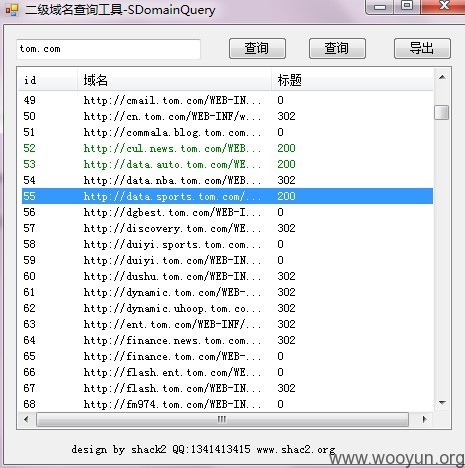 二级域名查询工具-SDomainQuery
tom.com 查询 查询 导出
id 域名 标题
49 http://cmail.tom.com/WEB-IN... 0
50 http://cn.tom.com/WEB-INF/w... 302
51 http://commala.blog.tom.com... 0
52 http://cul.news.tom.com/WEB... 200
53 http://data.auto.tom.com/WE... 200
54 http://data.nba.tom.com/WEB... 302
55 http://data.sports.tom.com/... 200
56 http://dgbest.tom.com/WEB-I... 0
57 http://discovery.tom.com/WE... 302
58 http://duiyi.sports.tom.com... 0
59 http://duiyi.tom.com/WEB-IN... 0
60 http://dushu.tom.com/WEB-IN... 302
61 http://dynamic.tom.com/WEB-... 302
62 http://dynamic.uhoop.tom.co... 302
63 http://ent.tom.com/WEB-INF/... 302
64 http://finance.news.tom.com... 302
65 http://finance.tom.com/WEB-... 0
66 http://flash.ent.tom.com/WE... 0
67 http://flash.tom.com/WEB-IN... 302
68 http://fm974.tom.com/WEB-IN... 0
design by shack2 QQ:1341413415 www.shac2.org
www.wooyun.org